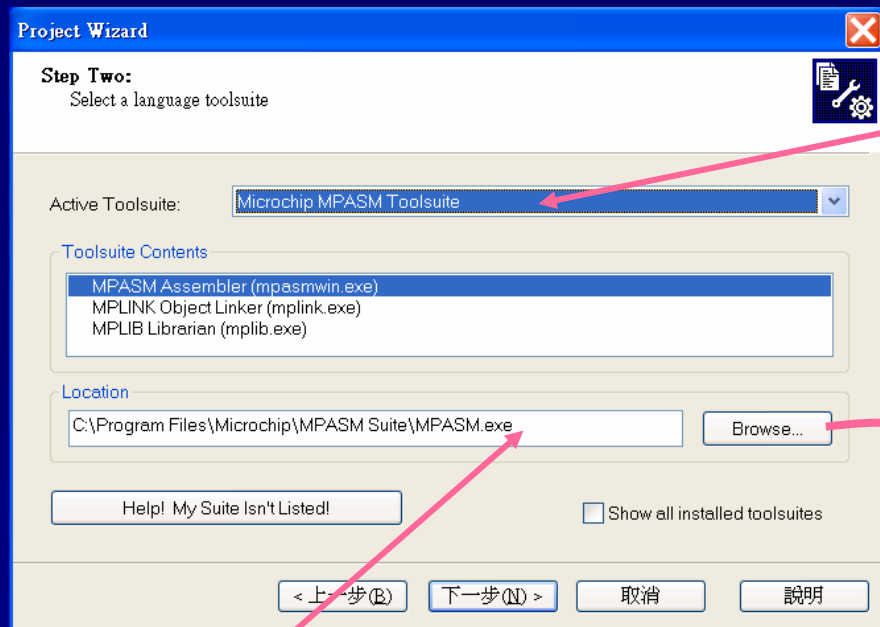 Project Wizard
Step Two:
Select a language toolsuite
Active Toolsuite:
Microchip MPASM Toolsuite
Toolsuite Contents
MPASM Assembler (mpasmwin.exe)
MPLINK Object Linker (mplink.exe)
MPLIB Librarian (mplib.exe)
Location
C:\Program Files\Microchip\MPASM Suite\MPASM.exe
Browse...
Help! My Suite Isn't Listed!
Show all installed toolsuites
< 上一步(B)
下一步(N) >
取消
說明